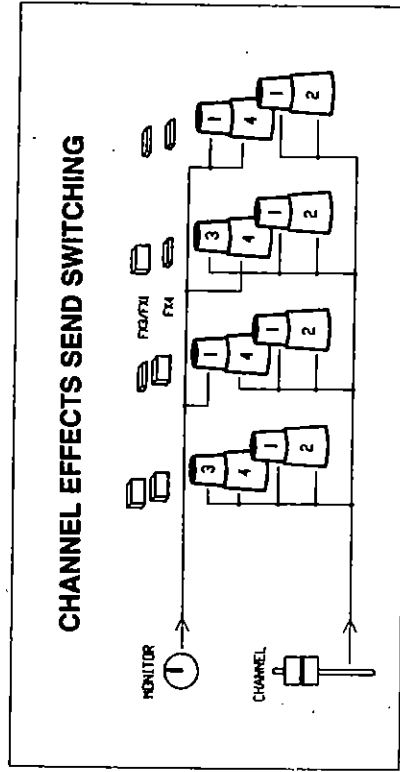 CHANNEL EFFECTS SEND SWITCHING
FX3/FX1
FX4
MONITOR
3 1 3 1
4 4 4 4
1 1 1 1
2 2 2 2
CHANNEL